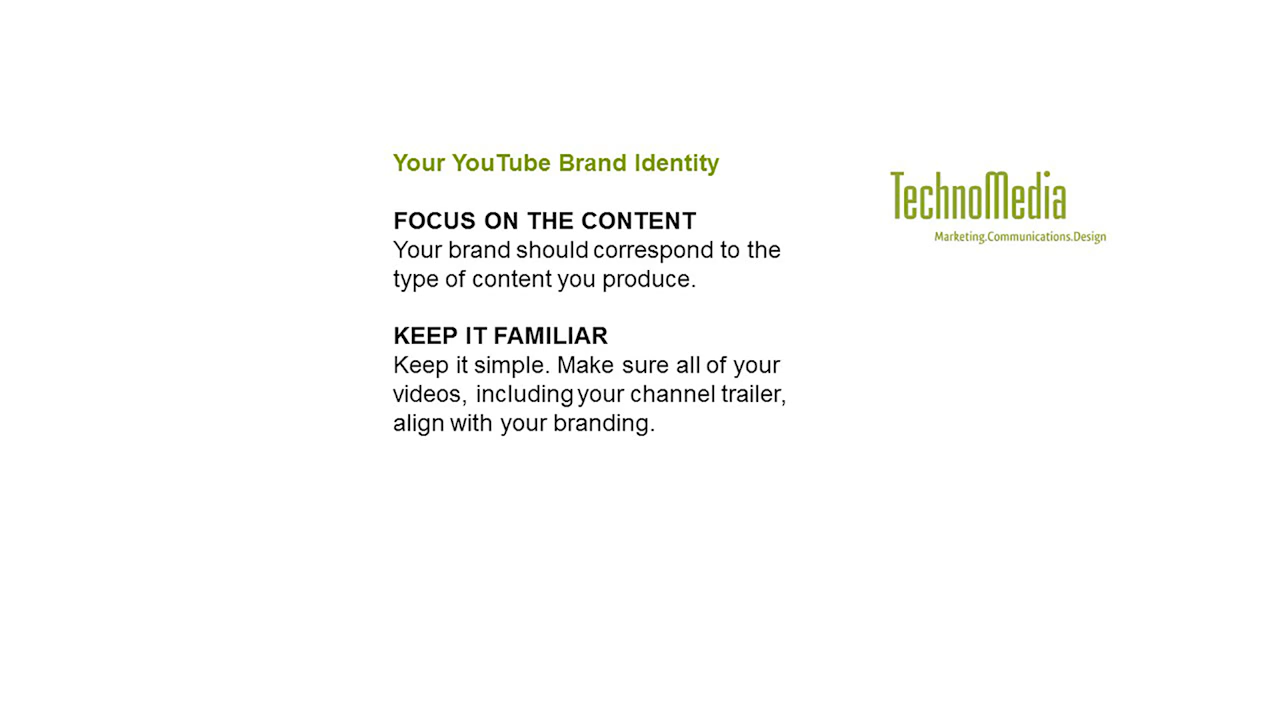 Your YouTube Brand Identity
FOCUS ON THE CONTENT
Your brand should correspond to the
type of content you produce.
KEEP IT FAMILIAR
Keep it simple. Make sure all of your
videos, including your channel trailer,
align with your branding.
TechnoMedia
Marketing.Communications.Design